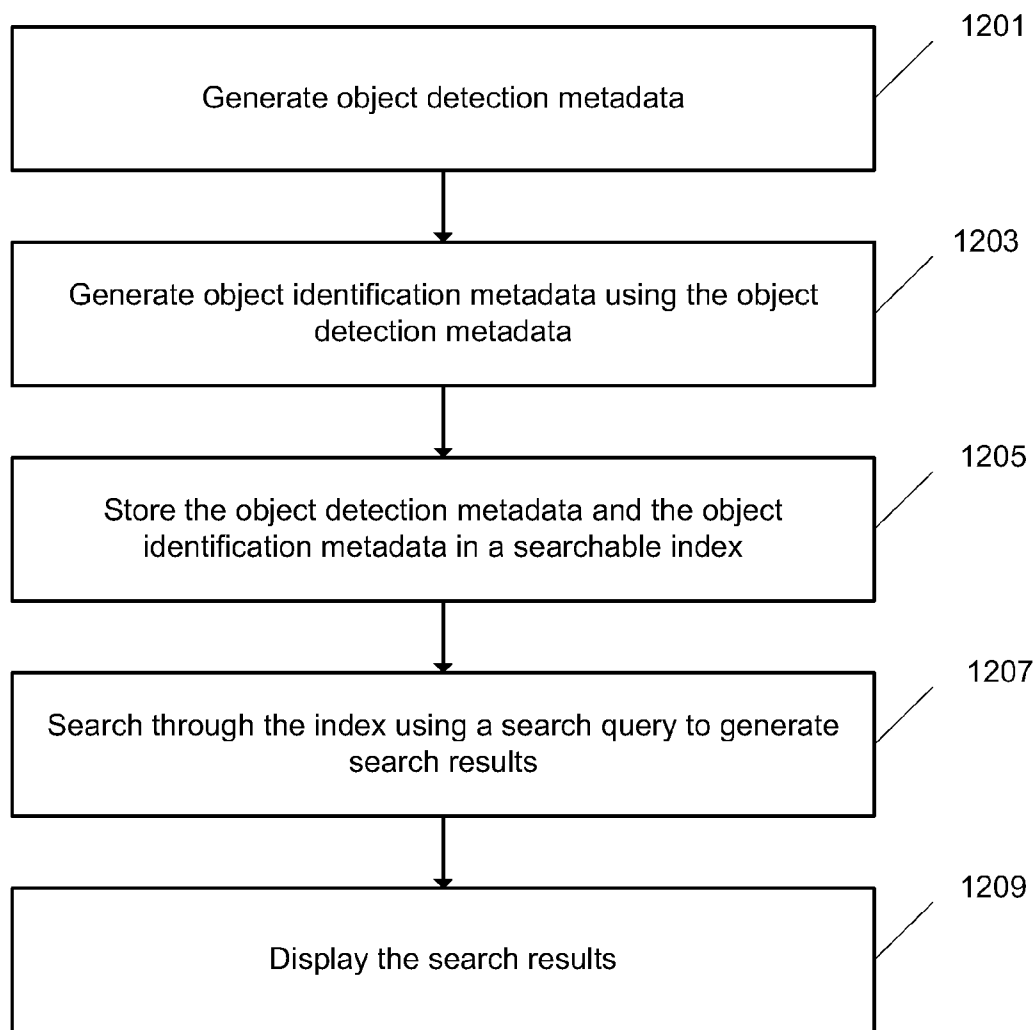 1201
Generate object detection metadada
1203
Generate object identification metadata using the object
detection metadata
1205
Store the object detection metadata and the object
identification metadata in a searchable index
1207
Search through the index using a search query to generate
search results
1209
Display the search results